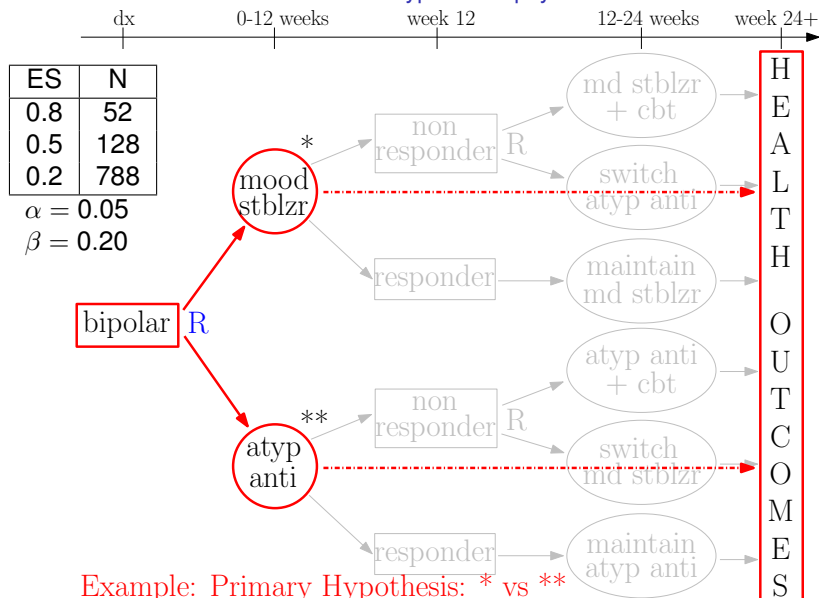 dx
0-12 weeks
week 12
12-24 weeks
week 24+
ES N
0.8 52
0.5 128
0.2 788
α = 0.05
β = 0.20
bipolar
R
mood
stblzr
*
non
responder
R
md stblzr
+ cbt
switch
atyp anti
responder
maintain
md stblzr
atyp
anti
**
non
responder
R
atyp anti
+ cbt
switch
md stblzr
responder
maintain
atyp anti
H
E
A
L
T
H
O
U
T
C
O
M
E
S
Example: Primary Hypothesis: * vs **